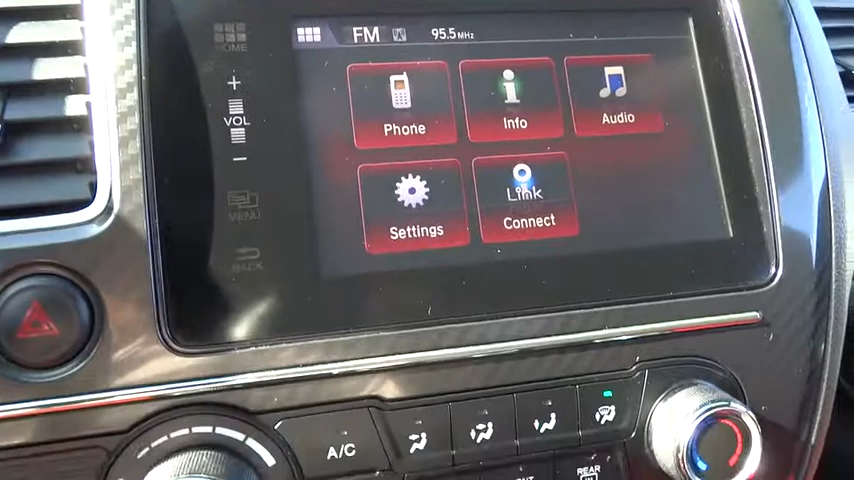 HOME FM 95.5 MHz
+
VOL
−
MENU
BACK
Phone Info Audio
Link
Settings Connect
A/C
REAR